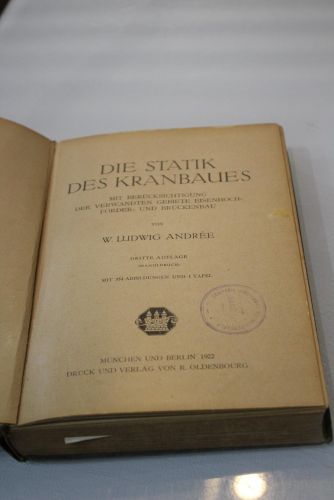 DIE STATIK
DES KRANBAUES
MIT BERÜCKSICHTIGUNG
DER VERWANDTEN GEBIETE EISENHOCH-
FÖRDER- UND BRÜCKENBAU
VON
W. LUDWIG ANDRÉE
DRITTE AUFLAGE
MIT 554 ABBILDUNGEN UND 1 TAFEL
MÜNCHEN UND BERLIN 1922
DRUCK UND VERLAG VON R. OLDENBOURG